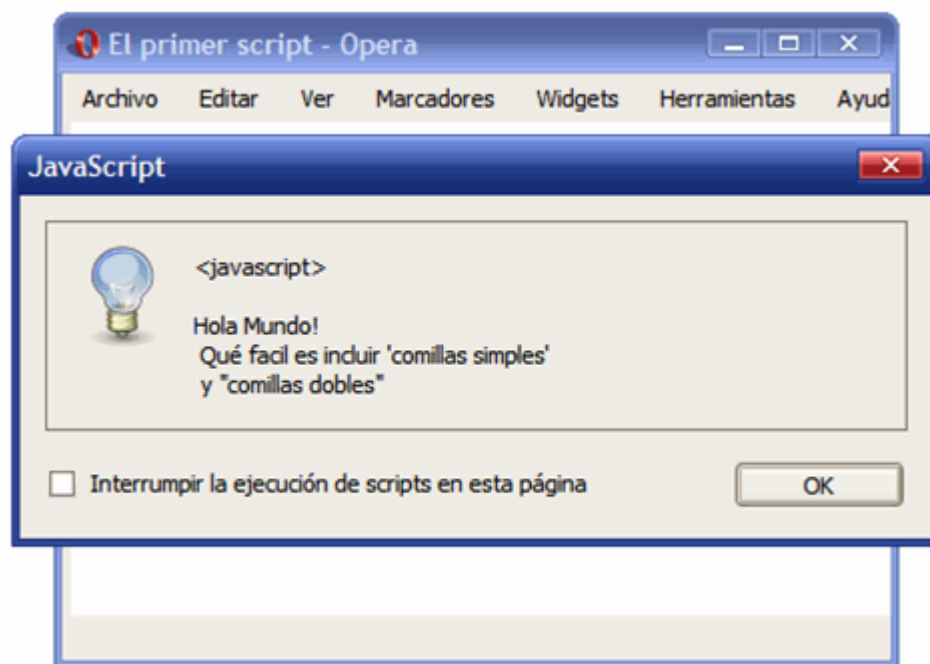 El primer script - Opera
Archivo Editar Ver Marcadores Widgets Herramientas Ayud
JavaScript
<javascript>
Hola Mundo!
Qué facil es incluir 'comillas simples'
y "comillas dobles"
Interrumpir la ejecución de scripts en esta página
OK